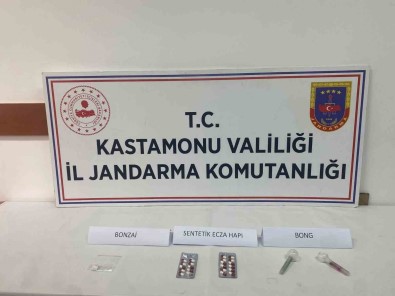 T.C.
KASTAMONU VALİLİĞİ
İL JANDARMA KOMUTANLIĞI
BONZAİ
SENTETİK ECZA HAPI
BONG